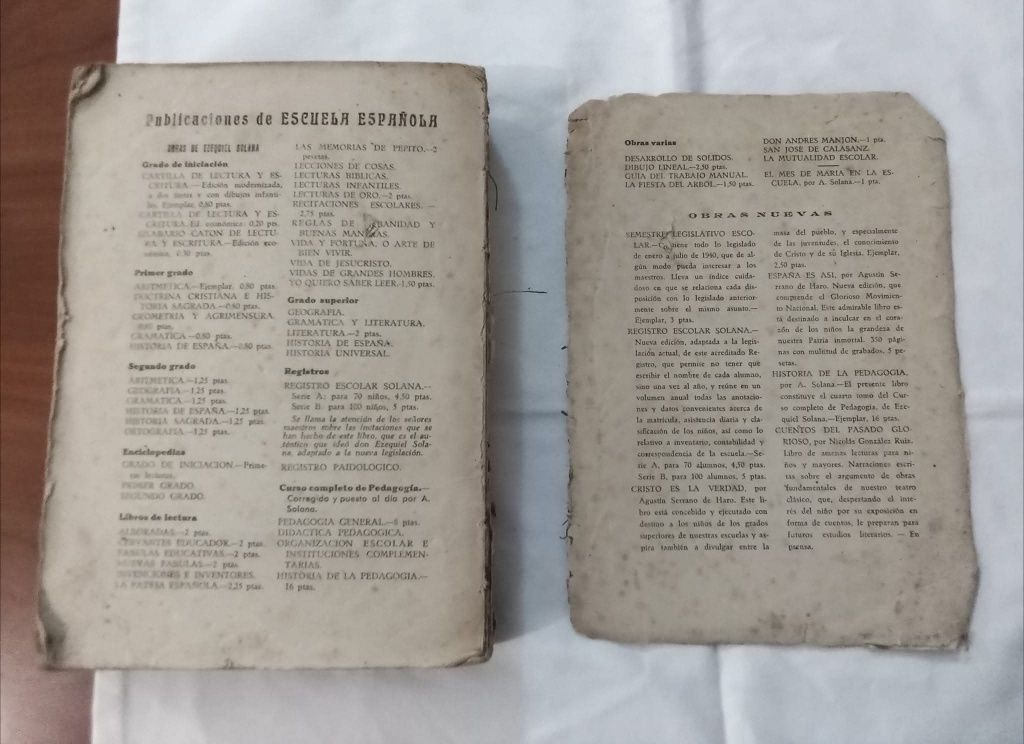 Publicaciones de ESCUELA ESPAÑOLA
OBRAS DE EZEQUIEL SOLANA
Grado de iniciación
CARTILLA DE LECTURA Y ES-
CRITURA.—Edición modernizada,
a dos tintas y con dibujos infanti-
les. Ejemplar, 0,80 ptas.
CARTILLA DE LECTURA Y ES-
CRITURA. Ed. económica: 0,20 pts.
SILABARIO CATON DE LECTU-
RA Y ESCRITURA.—Edición eco-
nómica, 0,30 ptas.
Primer grado
ARITMETICA.—Ejemplar, 0,80 ptas.
DOCTRINA CRISTIANA E HIS-
TORIA SAGRADA.—0,80 ptas.
GEOMETRIA Y AGRIMENSURA.
ptas.
GRAMATICA.—0,80 ptas.
HISTORIA DE ESPAÑA.—0,80 ptas.
Segundo grado
ARITMETICA.—1,25 ptas.
GEOGRAFIA.—1,25 ptas.
GRAMATICA.—1,25 ptas.
HISTORIA DE ESPAÑA.—1,25 ptas.
HISTORIA SAGRADA.—1,25 ptas.
ORTOGRAFIA.—1,25 ptas.
Enciclopedias
GRADO DE INICIACION.—Prime-
ras lecturas.
PRIMER GRADO.
SEGUNDO GRADO.
Libros de lectura
ALBORADAS.—2 ptas.
CERVANTES EDUCADOR.—2 ptas.
FABULAS EDUCATIVAS.—2 ptas.
NUEVAS FABULAS.—2 ptas.
INVENCIONES E INVENTORES.
LA PATRIA ESPAÑOLA.—2,25 ptas.
LAS MEMORIAS DE PEPITO.—2
pesetas.
LECCIONES DE COSAS.
LECTURAS BIBLICAS.
LECTURAS INFANTILES.
LECTURAS DE ORO.—2 ptas.
RECITACIONES ESCOLARES.—
2,75 ptas.
REGLAS DE URBANIDAD Y
BUENAS MANERAS.
VIDA Y FORTUNA, O ARTE DE
BIEN VIVIR.
VIDA DE JESUCRISTO.
VIDAS DE GRANDES HOMBRES.
YO QUIERO SABER LEER.-1,50 ptas.
Grado superior
GEOGRAFIA.
GRAMATICA Y LITERATURA.
LITERATURA.—2 ptas.
HISTORIA DE ESPAÑA.
HISTORIA UNIVERSAL.
Registros
REGISTRO ESCOLAR SOLANA.—
Serie A; para 70 niños, 4,50 ptas.
Serie B: para 100 niños, 5 ptas.
Se llama la atención de los señores
maestros sobre las imitaciones que se
han hecho de este libro, que es el au-
téntico que ideó don Ezequiel Sola-
na, adaptado a la nueva legislación.
REGISTRO PAIDOLOGICO.
Curso completo de Pedagogía.—
Corregido y puesto al día por A.
Solana.
PEDAGOGIA GENERAL.—8 ptas.
DIDACTICA PEDAGOGICA.
ORGANIZACION ESCOLAR E
INSTITUCIONES COMPLEMEN-
TARIAS.
HISTORIA DE LA PEDAGOGIA.—
16 ptas.
Obras varias
DESARROLLO DE SOLIDOS.
DIBUJO LINEAL.—2,50 ptas.
GUIA DEL TRABAJO MANUAL.
LA FIESTA DEL ARBOL.—1,50 ptas.
DON ANDRES MANJON.—1 pta.
SAN JOSE DE CALASANZ.
LA MUTUALIDAD ESCOLAR.
EL MES DE MARIA EN LA ES-
CUELA, por A. Solana.—1 pta.
OBRAS NUEVAS
SEMESTRE LEGISLATIVO ESCO-
LAR.—Contiene todo lo legislado
de enero a julio de 1940, que de al-
gún modo pueda interesar a los
maestros. Lleva un índice cuida-
doso en que se relaciona cada dis-
posición con lo legislado anterior-
mente sobre el mismo asunto.—
Ejemplar, 3 ptas.
REGISTRO ESCOLAR SOLANA.—
Nueva edición, adaptada a la legis-
lación actual, de este acreditado Re-
gistro, que permite no tener que
escribir el nombre de cada alumno,
sino una vez al año, y reúne en un
volumen anual todas las anotacio-
nes y datos convenientes acerca de
la matrícula, asistencia diaria y cla-
sificación de los niños, así como lo
relativo a inventario, contabilidad y
correspondencia de la escuela.—Se-
rie A, para 70 alumnos, 4,50 ptas.
Serie B, para 100 alumnos, 5 ptas.
CRISTO ES LA VERDAD, por
Agustín Serrano de Haro. Este li-
bro está concebido y ejecutado con
destino a los niños de los grados
superiores de nuestras escuelas y as-
pira también a divulgar entre la
masa del pueblo, y especialmente
de las juventudes, el conocimiento
de Cristo y de su Iglesia. Ejemplar,
2,50 ptas.
ESPAÑA ES ASI, por Agustín Se-
rrano de Haro. Nueva edición, que
comprende el Glorioso Movimien-
to Nacional. Este admirable libro es-
tá destinado a inculcar en el cora-
zón de los niños la grandeza de
nuestra Patria inmortal. 350 pági-
nas con multitud de grabados, 5 pe-
setas.
HISTORIA DE LA PEDAGOGIA,
por A. Solana.—El presente libro
constituye el cuarto tomo del Cur-
so completo de Pedagogía, de Eze-
quiel Solana.—Ejemplar, 16 ptas.
CUENTOS DEL PASADO GLO-
RIOSO, por Nicolás González Ruiz.
Libro de amenas lecturas para ni-
ños y mayores. Narraciones escri-
tas sobre el argumento de obras
fundamentales de nuestro teatro
clásico, que, despertando el inte-
rés del niño por su exposición en
forma de cuentos, le preparan para
futuros estudios literarios. — En
prensa.